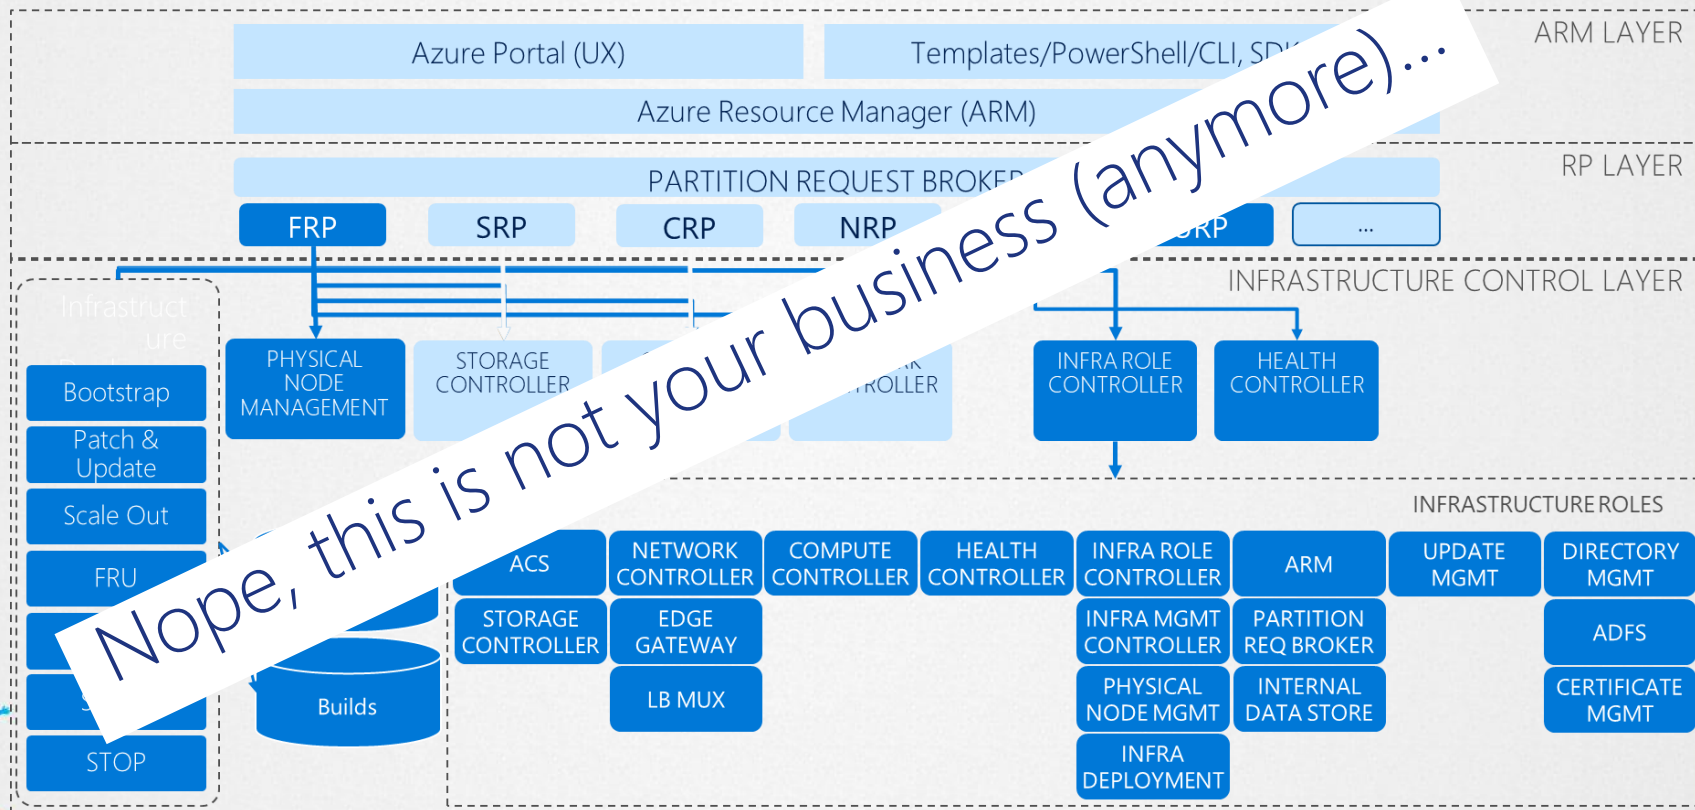 ARM LAYER
Azure Portal (UX)
Templates/PowerShell/CLI,
Azure Resource Manager (ARM)
RP LAYER
PARTITION REQUEST BROKER
FRP
SRP
CRP
NRP
...
INFRASTRUCTURE CONTROL LAYER
Infrastruct
ure
PHYSICAL
NODE
MANAGEMENT
STORAGE
CONTROLLER
INFRA ROLE
CONTROLLER
HEALTH
CONTROLLER
Nope, this is not your business (anymore)...
Bootstrap
Patch &
Update
Scale Out
FRU
STOP
Builds
INFRASTRUCTURE ROLES
ACS
STORAGE
CONTROLLER
NETWORK
CONTROLLER
EDGE
GATEWAY
LB MUX
COMPUTE
CONTROLLER
HEALTH
CONTROLLER
INFRA ROLE
CONTROLLER
INFRA MGMT
CONTROLLER
PHYSICAL
NODE MGMT
INFRA
DEPLOYMENT
ARM
PARTITION
REQ BROKER
INTERNAL
DATA STORE
UPDATE
MGMT
DIRECTORY
MGMT
ADFS
CERTIFICATE
MGMT